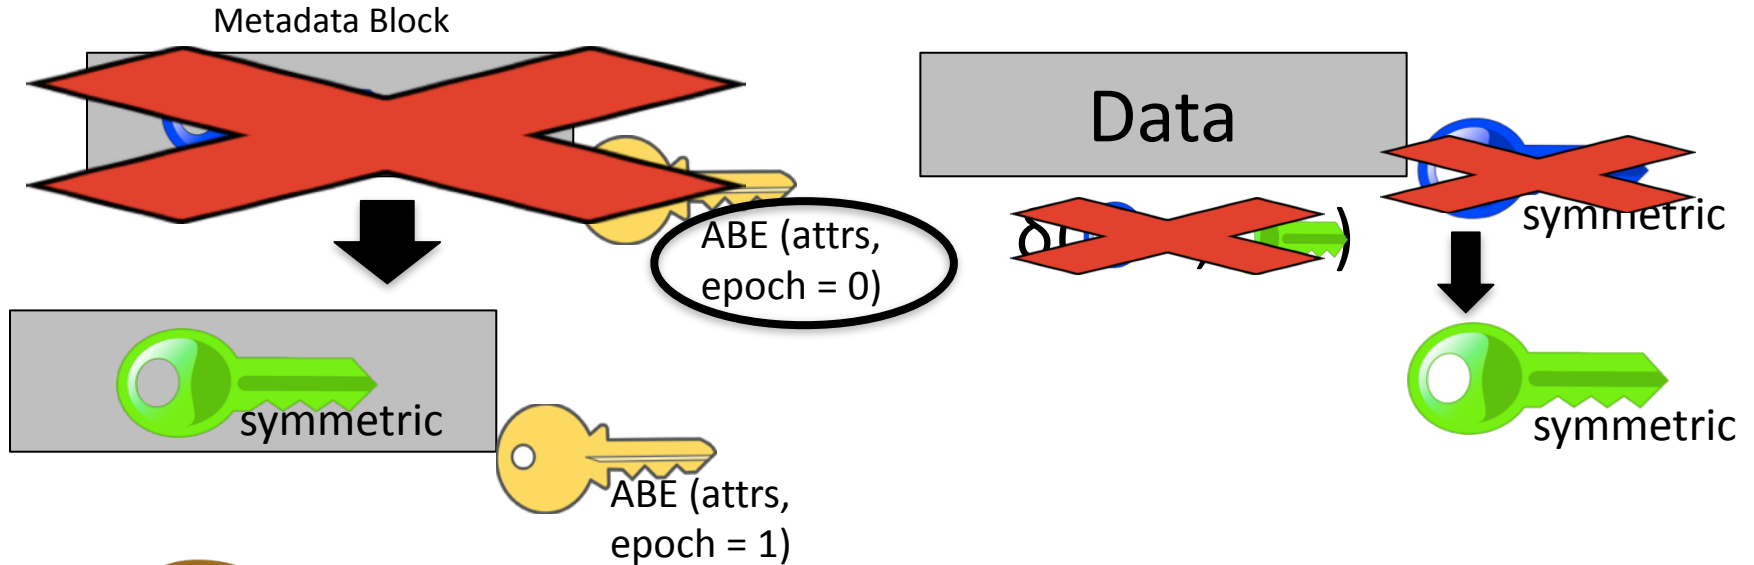 Metadata Block
Data
symmetric
ABE (attrs,
epoch = 0)
symmetric
symmetric
ABE (attrs,
epoch = 1)